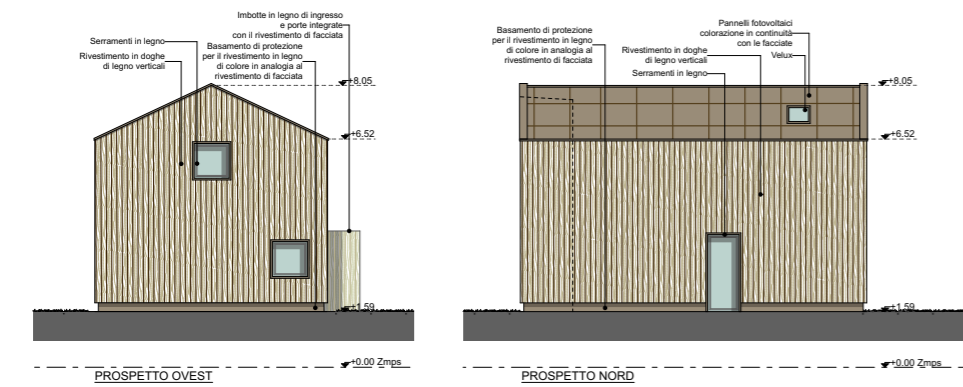 Imbotte in legno di ingresso
e porte integrate
con il rivestimento di facciata
Serramenti in legno
Rivestimento in doghe
di legno verticali
Basamento di protezione
per il rivestimento in legno
di colore in analogia al
rivestimento di facciata
+8.05
+6.52
+1.59
+0.00 Zmps
PROSPETTO OVEST
Basamento di protezione
per il rivestimento in legno
di colore in analogia al
rivestimento di facciata
Pannelli fotovoltaici
colorazione in continuità
con le facciate
Velux
Rivestimento in doghe
di legno verticali
Serramenti in legno
+8.05
+6.52
+1.59
+0.00 Zmps
PROSPETTO NORD